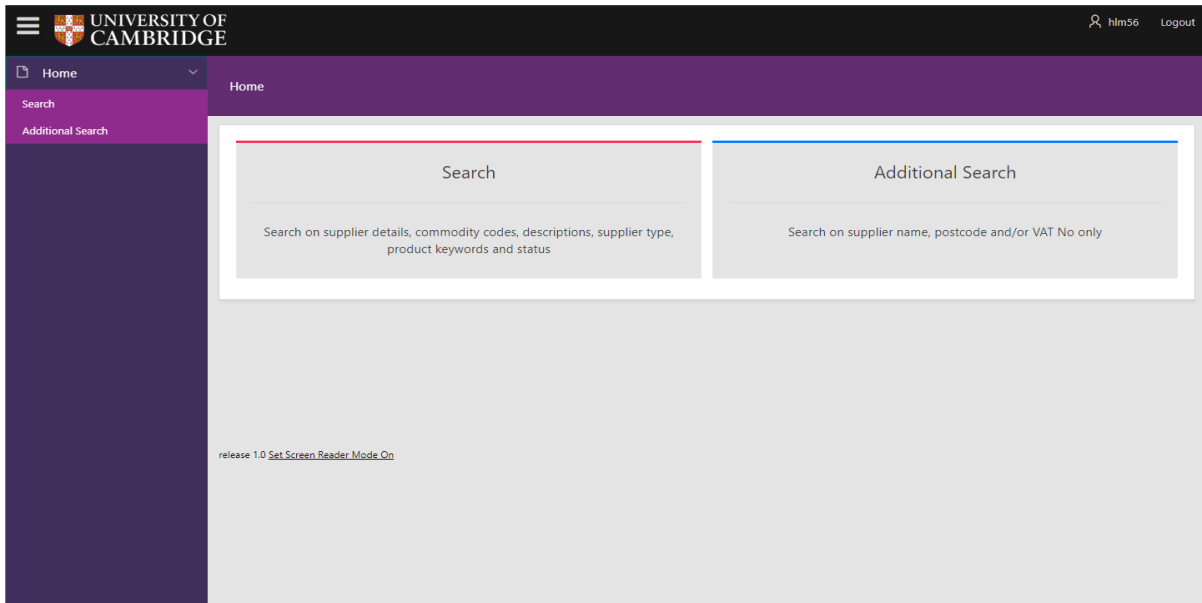 UNIVERSITY OF
CAMBRIDGE
hlm56
Logout
Home
Search
Additional Search
Home
Search
Search on supplier details, commodity codes, descriptions, supplier type,
product keywords and status
Additional Search
Search on supplier name, postcode and/or VAT No only
release 1.0 Set Screen Reader Mode On